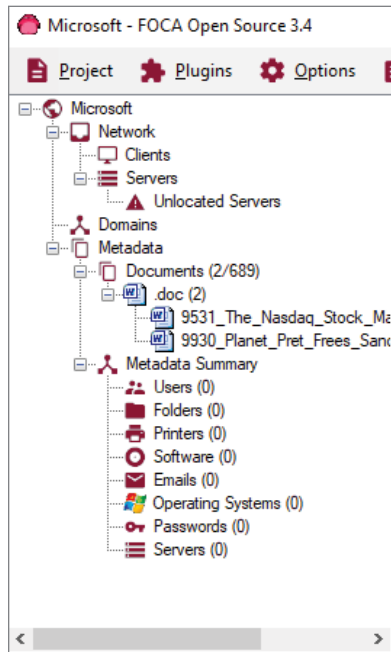 Microsoft - FOCA Open Source 3.4
Project Plugins Options
Microsoft
Network
Clients
Servers
Unlocated Servers
Domains
Metadata
Documents (2/689)
.doc (2)
9531_The_Nasdaq_Stock_Ma
9930_Planet_Pret_Frees_Sand
Metadata Summary
Users (0)
Folders (0)
Printers (0)
Software (0)
Emails (0)
Operating Systems (0)
Passwords (0)
Servers (0)